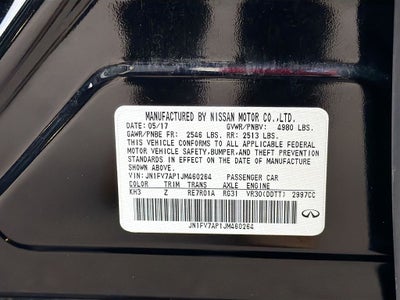 MANUFACTURED BY NISSAN MOTOR CO.,LTD.
DATE: 05/17 GVWR/PNBV: 4980 LBS.
GAWR/PNBE FR: 2546 LBS. RR: 2513 LBS.
THIS VEHICLE CONFORMS TO ALL APPLICABLE FEDERAL
MOTOR VEHICLE SAFETY,BUMPER,AND THEFT PREVENTION
STANDARDS IN EFFECT ON THE DATE OF MANUFACTURE
SHOWN ABOVE.
VIN: JN1FV7AP1JM460264 PASSENGER CAR
COLOR TRIM TRANS AXLE ENGINE
KH3 Z RE7R01A RG31 VR30(DDTT) 2997CC
JN1FV7AP1JM460264